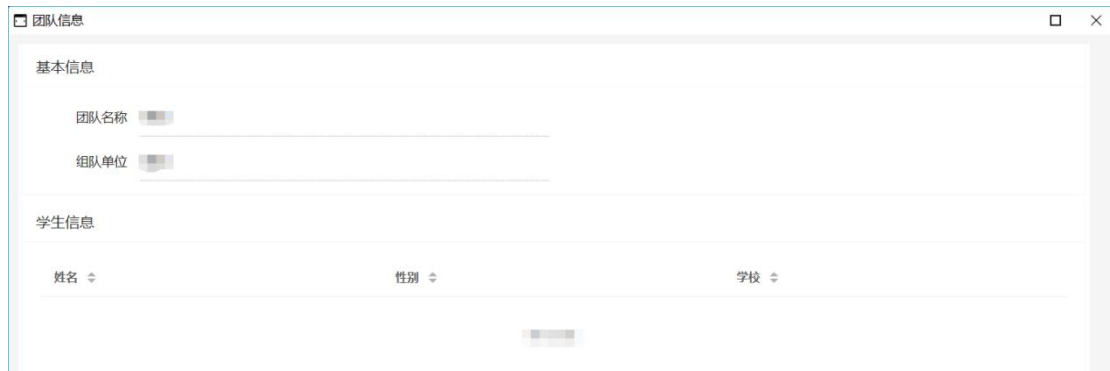 团队信息
基本信息
团队名称
组队单位
学生信息
姓名 性别 学校